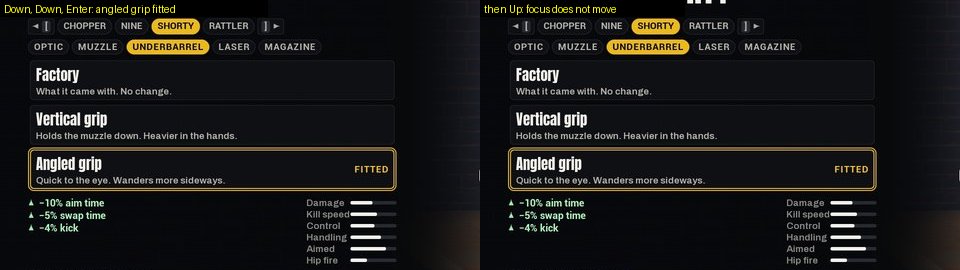 Down, Down, Enter: angled grip fitted
◄ [ CHOPPER NINE SHORTY RATTLER ] ►
OPTIC MUZZLE UNDERBARREL LASER MAGAZINE
Factory
What it came with. No change.
Vertical grip
Holds the muzzle down. Heavier in the hands.
Angled grip
Quick to the eye. Wanders more sideways.
FITTED
▲ −10% aim time
▲ −5% swap time
▲ −4% kick
Damage
Kill speed
Control
Handling
Aimed
Hip fire
then Up: focus does not move
◄ [ CHOPPER NINE SHORTY RATTLER ] ►
OPTIC MUZZLE UNDERBARREL LASER MAGAZINE
Factory
What it came with. No change.
Vertical grip
Holds the muzzle down. Heavier in the hands.
Angled grip
Quick to the eye. Wanders more sideways.
FITTED
▲ −10% aim time
▲ −5% swap time
▲ −4% kick
Damage
Kill speed
Control
Handling
Aimed
Hip fire